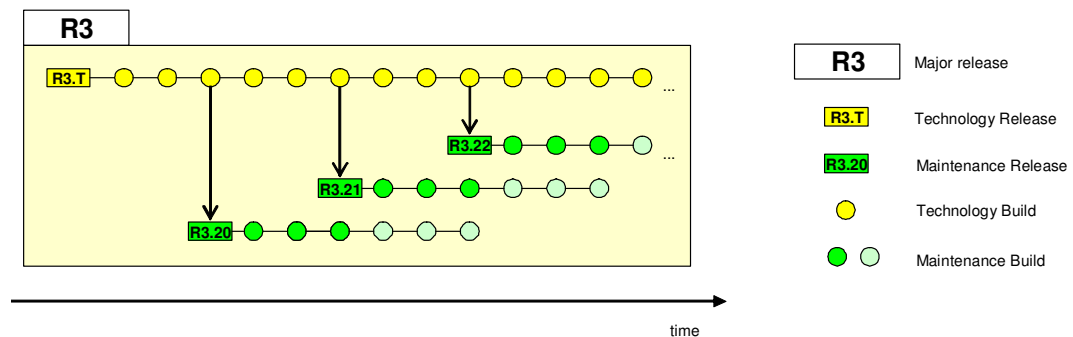 R3
R3.T
...
R3.22
...
R3.21
R3.20
time
R3 Major release
R3.T Technology Release
R3.20 Maintenance Release
Technology Build
Maintenance Build